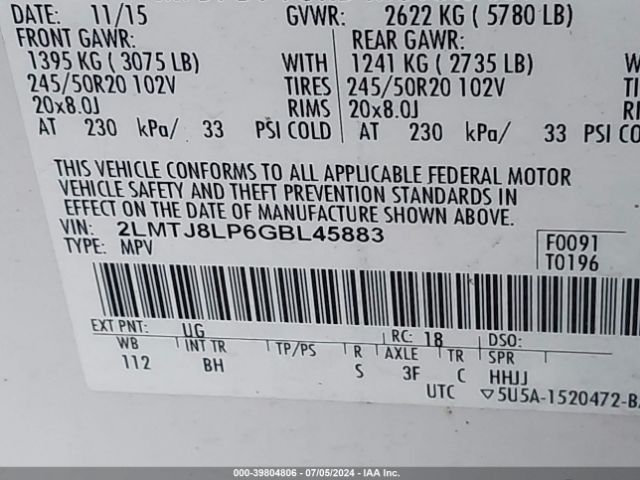 DATE: 11/15 GVWR: 2622 KG ( 5780 LB)
FRONT GAWR: REAR GAWR:
1395 KG ( 3075 LB) WITH 1241 KG ( 2735 LB)
245/50R20 102V TIRES 245/50R20 102V
20x8.0J RIMS 20x8.0J
AT 230 kPa/ 33 PSI COLD AT 230 kPa/ 33 PSI
THIS VEHICLE CONFORMS TO ALL APPLICABLE FEDERAL MOTOR
VEHICLE SAFETY AND THEFT PREVENTION STANDARDS IN
EFFECT ON THE DATE OF MANUFACTURE SHOWN ABOVE.
VIN: 2LMTJ8LP6GBL45883 F0091
TYPE: MPV T0196
EXT PNT: UG RC: 18 DSO:
WB INT TR TP/PS R AXLE TR SPR
112 BH S 3F C HHJJ
UTC ▽5U5A-1520472-B
000-39804806 - 07/05/2024 - IAA Inc.